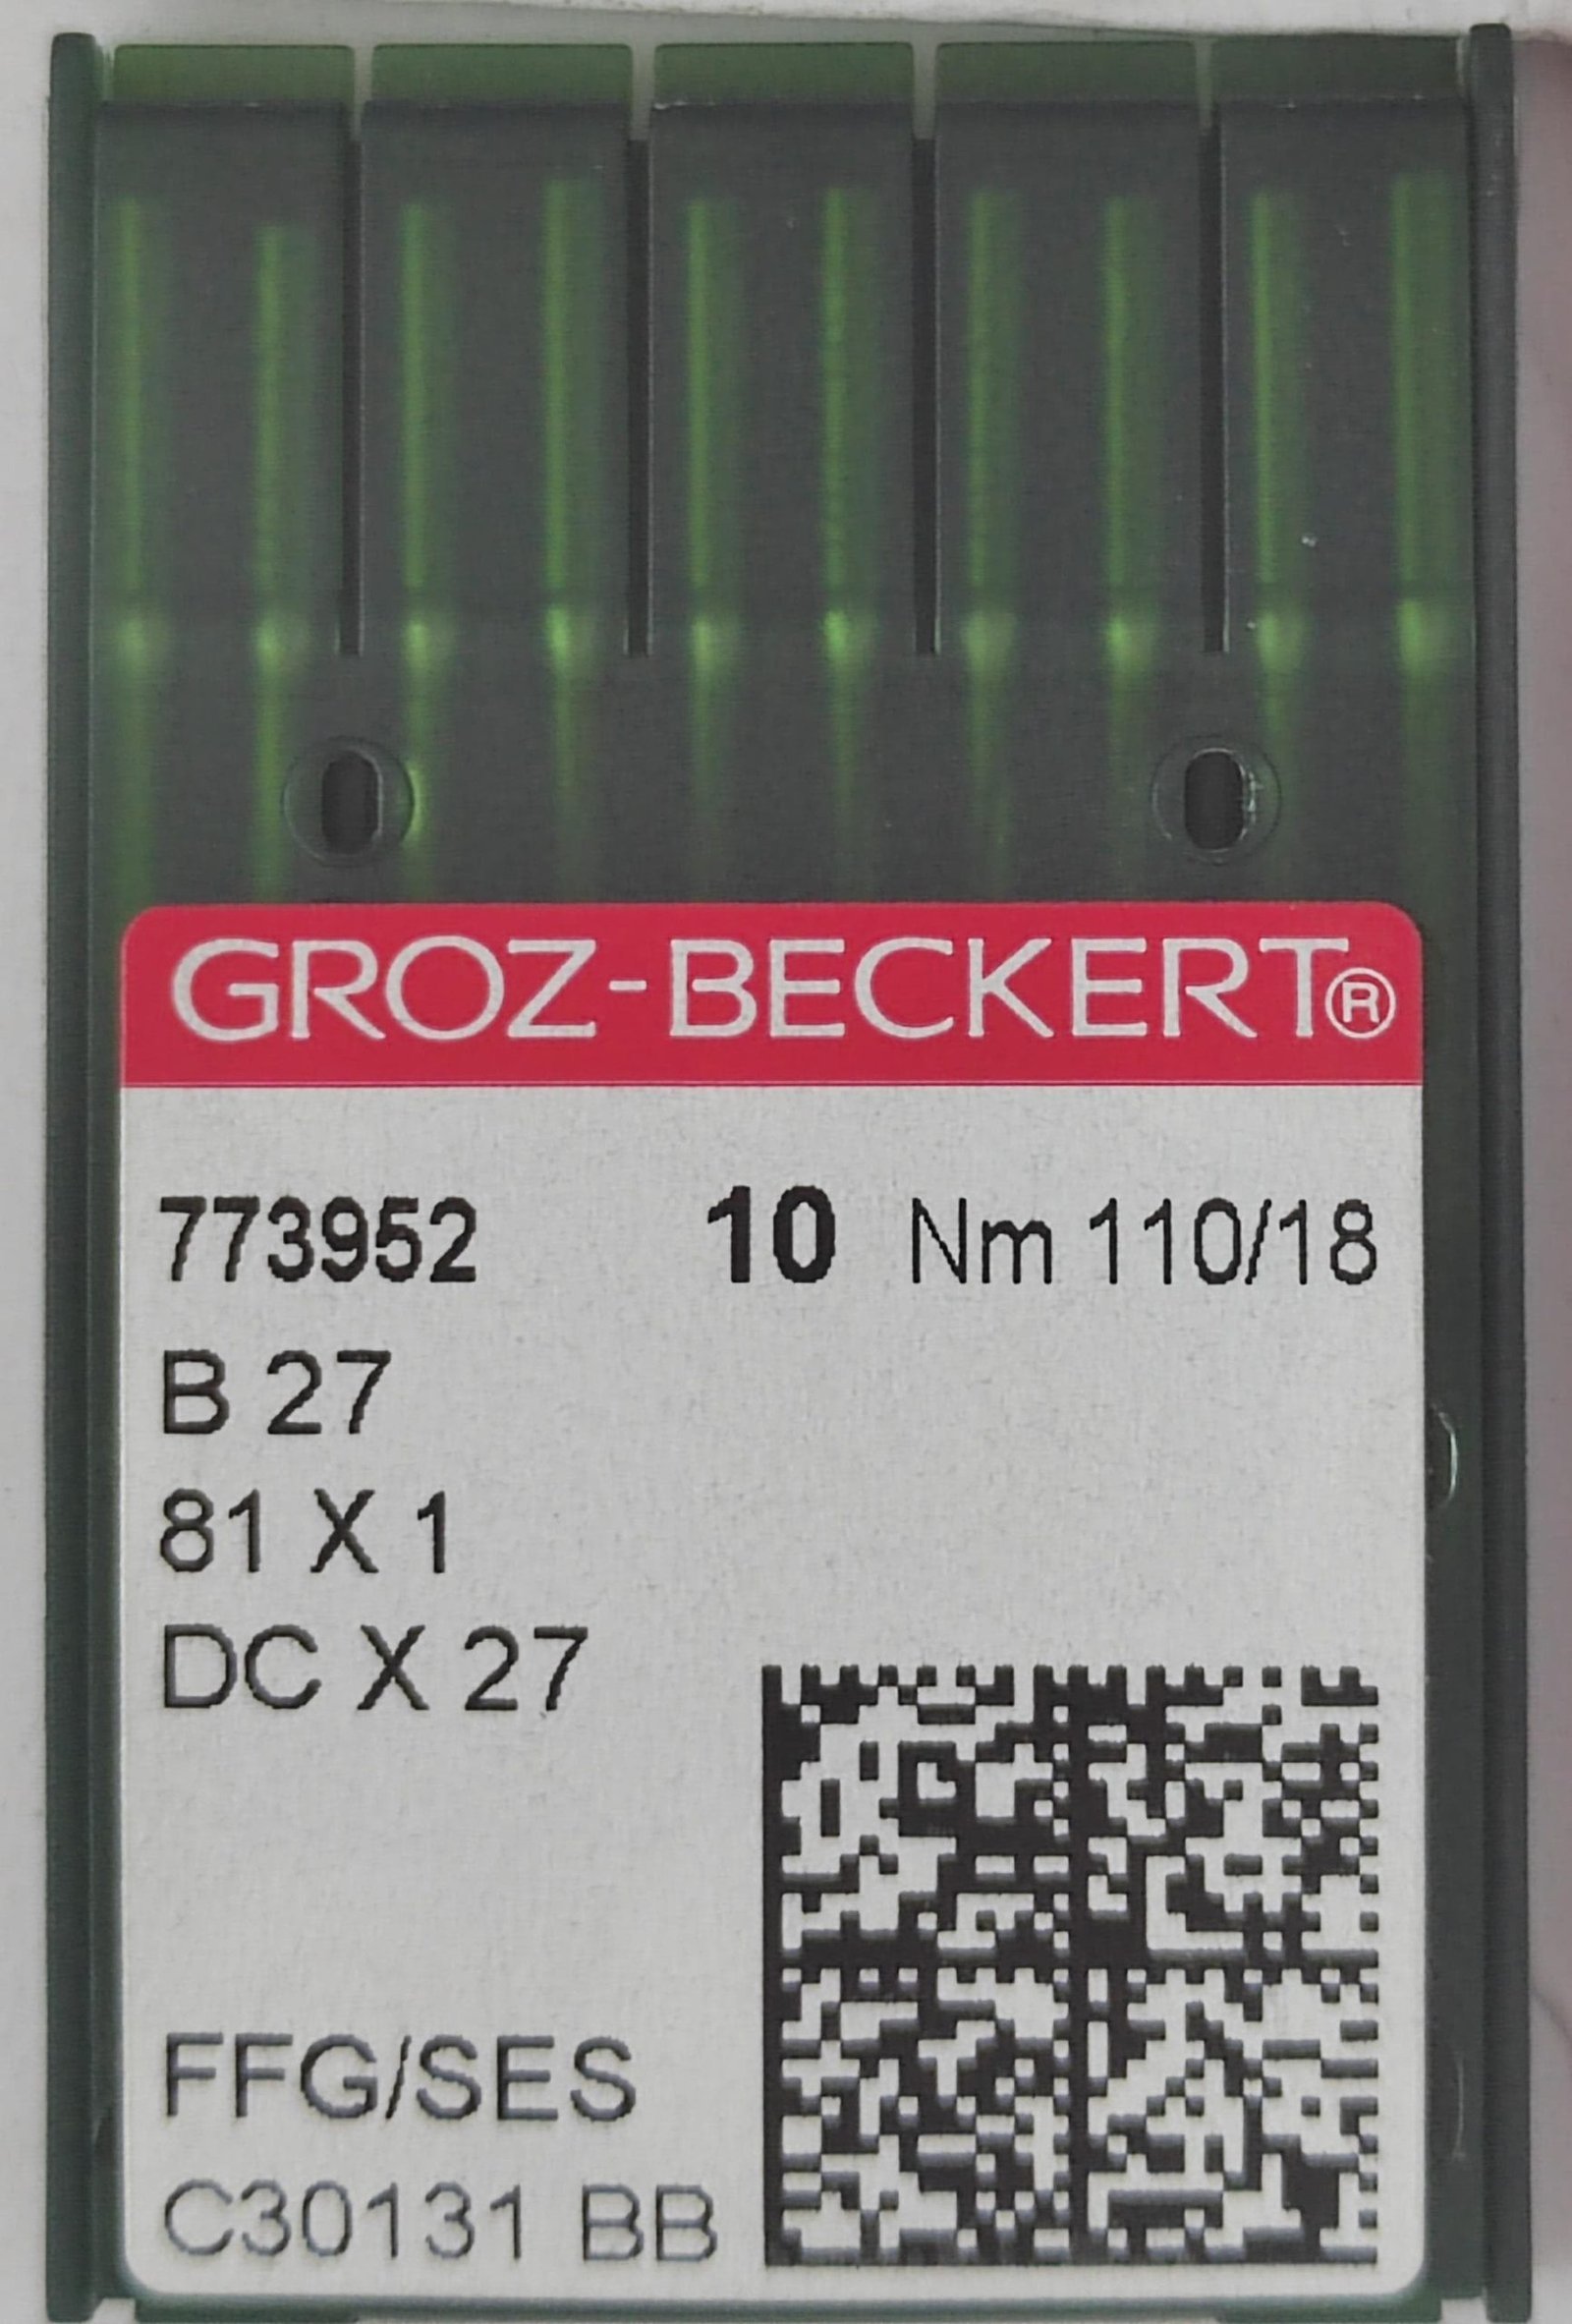 GROZ-BECKERT®
773952 10 Nm 110/18
B 27
81 X 1
DC X 27
FFG/SES
C30131 BB